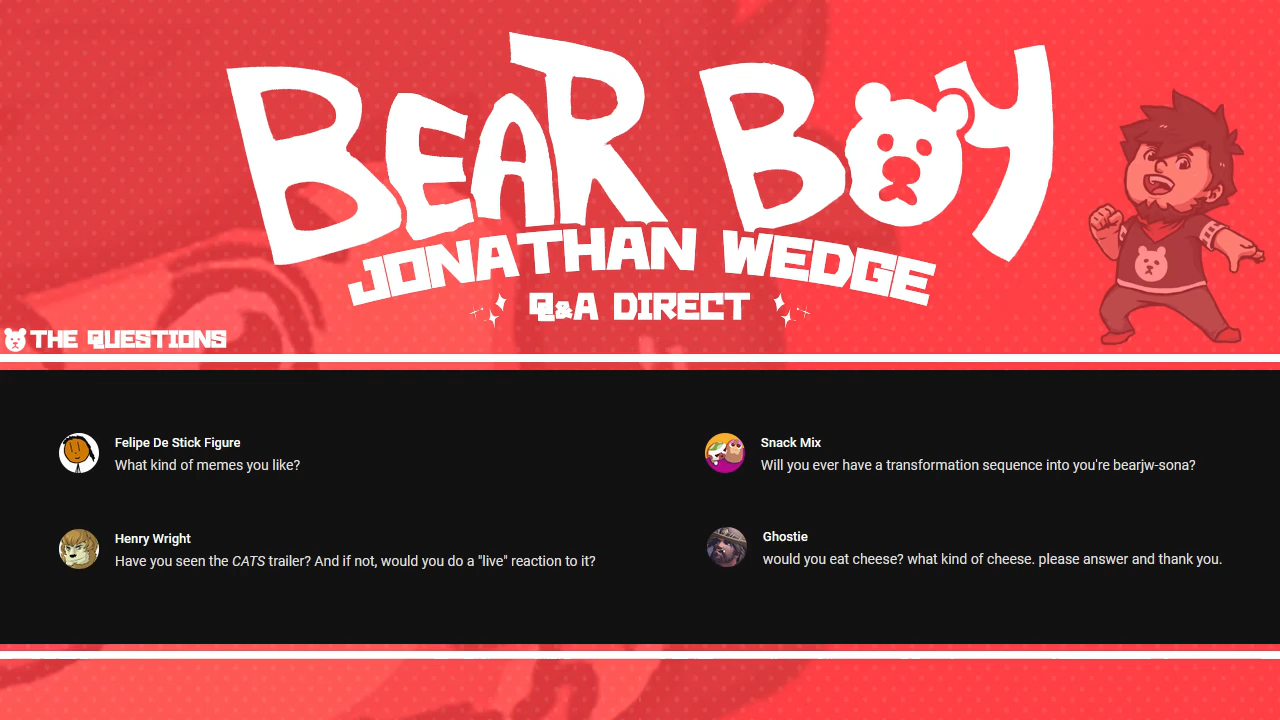 BEAR BOY
JONATHAN WEDGE
Q&A DIRECT
THE QUESTIONS
Felipe De Stick Figure
What kind of memes you like?
Snack Mix
Will you ever have a transformation sequence into you're bearjw-sona?
Henry Wright
Have you seen the CATS trailer? And if not, would you do a "live" reaction to it?
Ghostie
would you eat cheese? what kind of cheese. please answer and thank you.